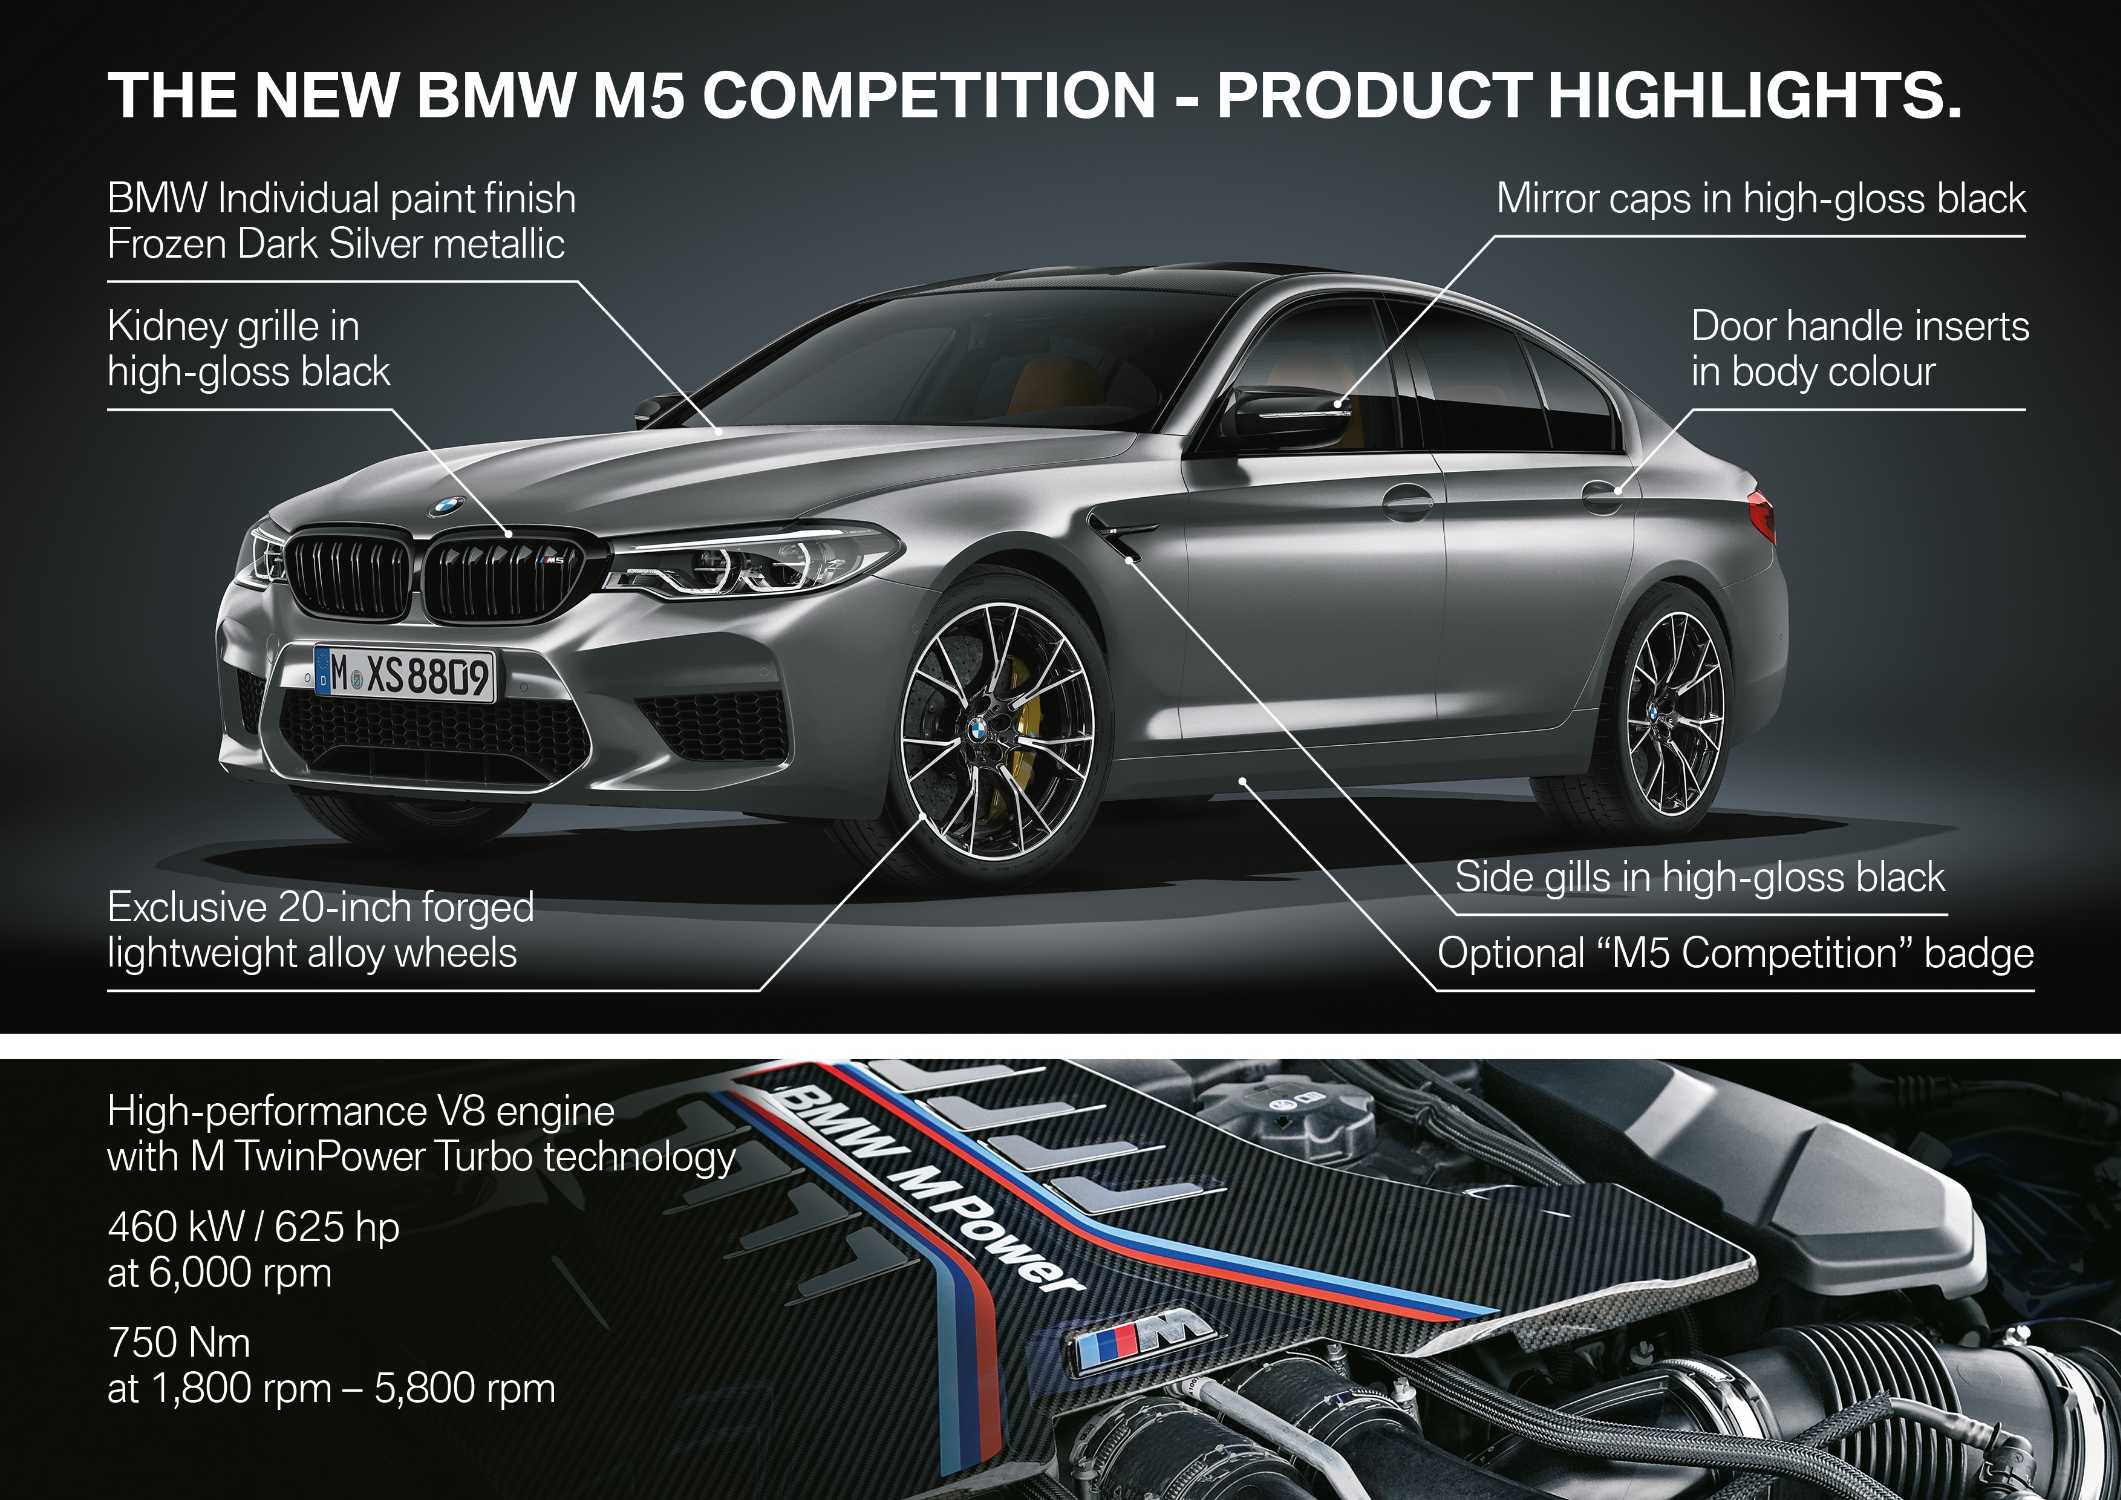 THE NEW BMW M5 COMPETITION - PRODUCT HIGHLIGHTS.
BMW Individual paint finish
Frozen Dark Silver metallic
Mirror caps in high-gloss black
Kidney grille in
high-gloss black
Door handle inserts
in body colour
M5
D
M XS 8809
Exclusive 20-inch forged
lightweight alloy wheels
Side gills in high-gloss black
Optional “M5 Competition” badge
High-performance V8 engine
with M TwinPower Turbo technology
460 kW / 625 hp
at 6,000 rpm
750 Nm
at 1,800 rpm – 5,800 rpm
BMW M Power
M